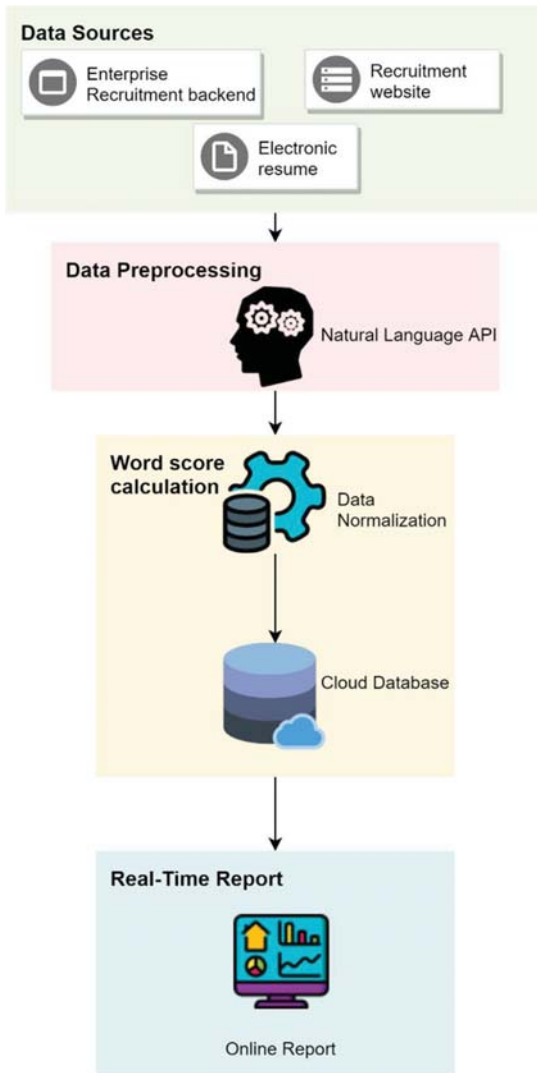 Data Sources
Enterprise
Recruitment backend
Recruitment
website
Electronic
resume
Data Preprocessing
Natural Language API
Word score
calculation
Data
Normalization
Cloud Database
Real-Time Report
Online Report